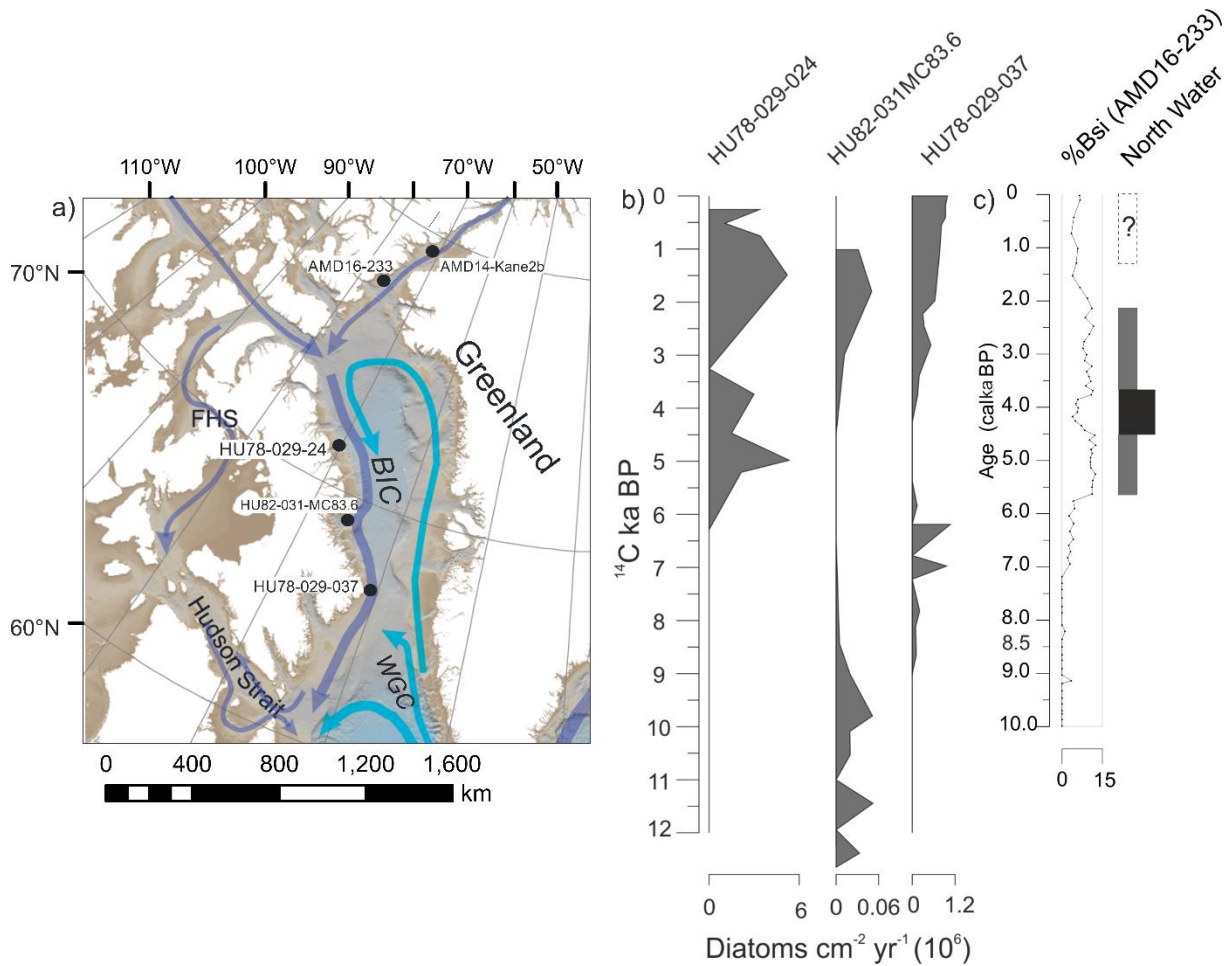 a)
110°W 100°W 90°W 70°W 50°W
70°N
60°N
AMD16-233
AMD14-Kane2b
Greenland
FHS
HU78-029-24
BIC
HU82-031-MC83.6
HU78-029-037
WGC
Hudson Strait
0 400 800 1,200 1,600
km
b)
HU78-029-024
HU82-031MC83.6
HU78-029-037
¹⁴C ka BP
0
1
2
3
4
5
6
7
8
9
10
11
12
0 6
0 0.06
0 1.2
Diatoms cm⁻² yr⁻¹ (10⁶)
c)
%Bsi (AMD16-233)
North Water
Age (calka BP)
0
1.0
2.0
3.0
4.0
5.0
6.0
7.0
8.0
8.5
9.0
10.0
?
0 15